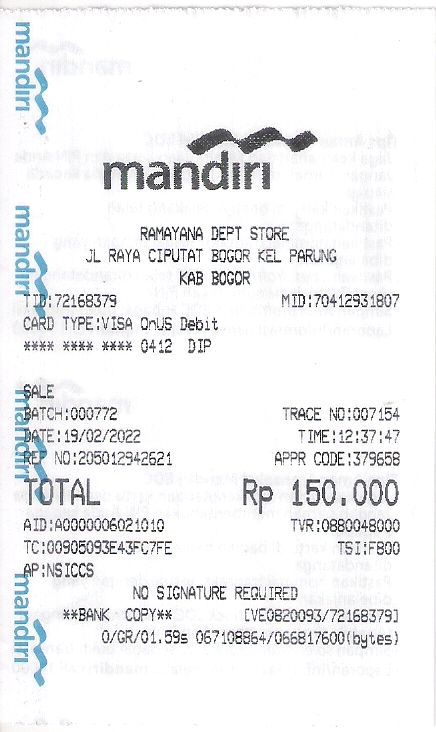 mandiri
RAMAYANA DEPT STORE
JL RAYA CIPUTAT BOGOR KEL PARUNG
KAB BOGOR
TID:72168379 MID:70412931807
CARD TYPE:VISA OnUS Debit
**** **** **** 0412 DIP
SALE
BATCH:000772 TRACE NO:007154
DATE:19/02/2022 TIME:12:37:47
REF NO:205012942621 APPR CODE:379658
TOTAL Rp 150.000
AID:A0000006021010 TVR:0880048000
TC:00905093E43FC7FE TSI:F800
AP:NSICCS
NO SIGNATURE REQUIRED
**BANK COPY** [VE0820093/72168379]
0/GR/01.59s 067108864/066817600(bytes)
mandiri
mandiri
mandiri
mandiri